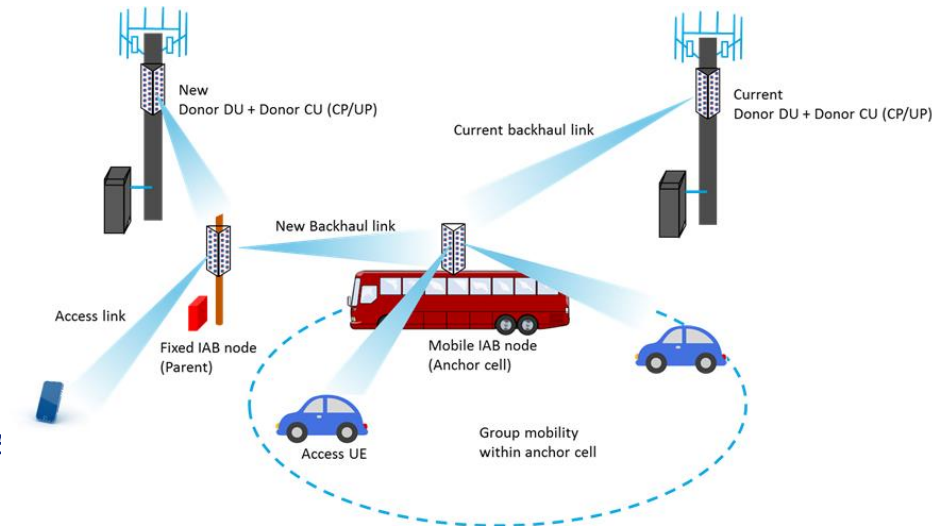 New
Donor DU + Donor CU (CP/UP)
Current
Donor DU + Donor CU (CP/UP)
Current backhaul link
New Backhaul link
Access link
Fixed IAB node
(Parent)
Mobile IAB node
(Anchor cell)
Access UE
Group mobility
within anchor cell